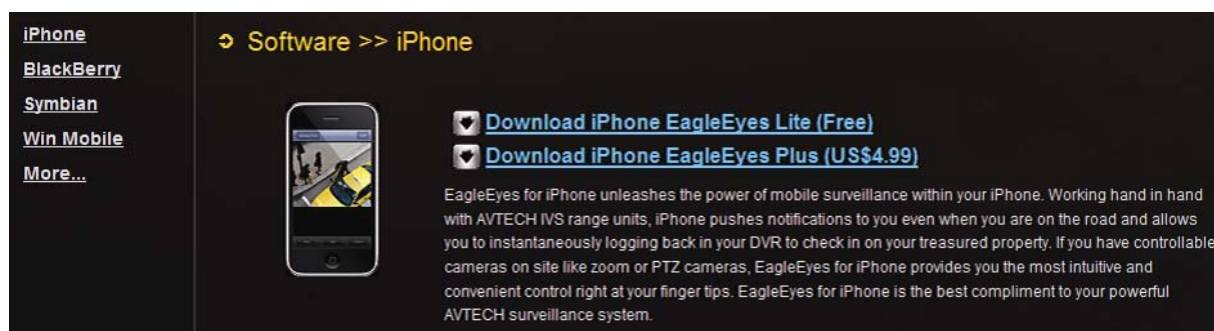 iPhone
BlackBerry
Symbian
Win Mobile
More...
Software >> iPhone
Download iPhone EagleEyes Lite (Free)
Download iPhone EagleEyes Plus (US$4.99)
EagleEyes for iPhone unleashes the power of mobile surveillance within your iPhone. Working hand in hand
with AVTECH IVS range units, iPhone pushes notifications to you even when you are on the road and allows
you to instantaneously logging back in your DVR to check in on your treasured property. If you have controllable
cameras on site like zoom or PTZ cameras, EagleEyes for iPhone provides you the most intuitive and
convenient control right at your finger tips. EagleEyes for iPhone is the best compliment to your powerful
AVTECH surveillance system.